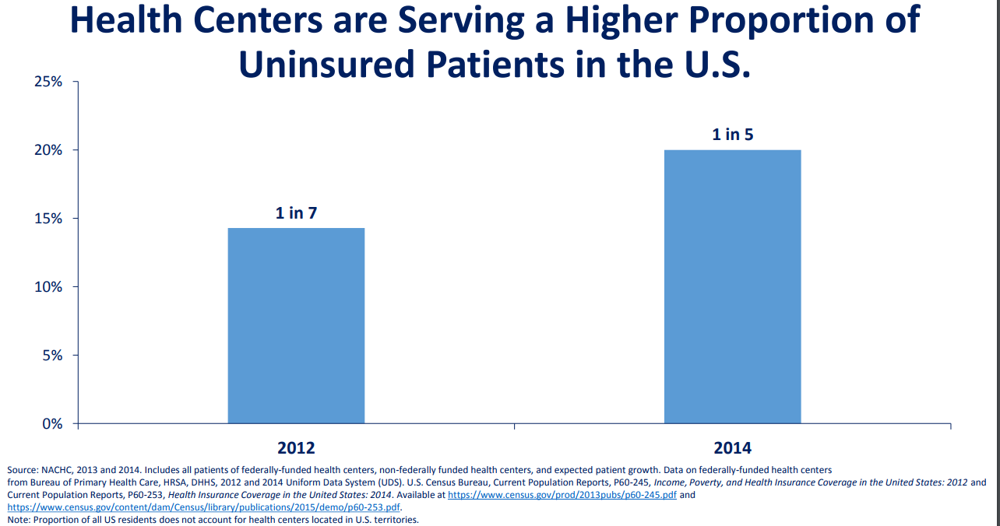 Health Centers are Serving a Higher Proportion of
Uninsured Patients in the U.S.
25%
20%
15%
10%
5%
0%
1 in 7
1 in 5
2012
2014
Source: NACHC, 2013 and 2014. Includes all patients of federally-funded health centers, non-federally funded health centers, and expected patient growth. Data on federally-funded health centers
from Bureau of Primary Health Care, HRSA, DHHS, 2012 and 2014 Uniform Data System (UDS). U.S. Census Bureau, Current Population Reports, P60-245, Income, Poverty, and Health Insurance Coverage in the United States: 2012 and
Current Population Reports, P60-253, Health Insurance Coverage in the United States: 2014. Available at https://www.census.gov/prod/2013pubs/p60-245.pdf and
https://www.census.gov/content/dam/Census/library/publications/2015/demo/p60-253.pdf.
Note: Proportion of all US residents does not account for health centers located in U.S. territories.